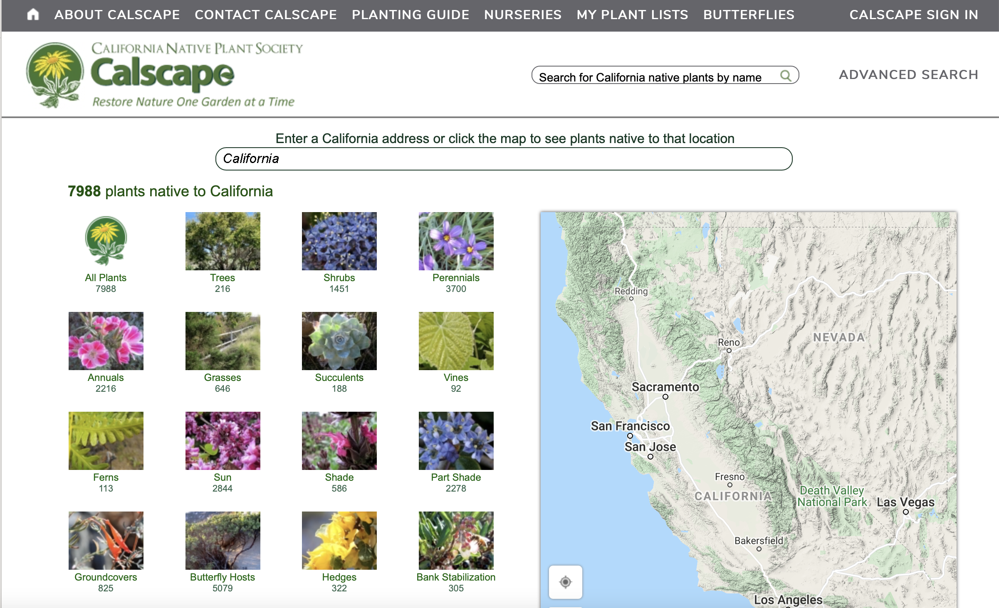 ABOUT CALSCAPE CONTACT CALSCAPE PLANTING GUIDE NURSERIES MY PLANT LISTS BUTTERFLIES CALSCAPE SIGN IN
CALIFORNIA NATIVE PLANT SOCIETY
Calscape
Restore Nature One Garden at a Time
Search for California native plants by name
ADVANCED SEARCH
Enter a California address or click the map to see plants native to that location
California
7988 plants native to California
All Plants Trees Shrubs Perennials
7988 216 1451 3700
Annuals Grasses Succulents Vines
2216 646 188 92
Ferns Sun Shade Part Shade
113 2844 586 2278
Groundcovers Butterfly Hosts Hedges Bank Stabilization
825 5079 322 305
Redding
NEVADA
Reno
Sacramento
San Francisco
San Jose
Fresno
CALIFORNIA
Death Valley
National Park
Las Vegas
Bakersfield
Los Angeles